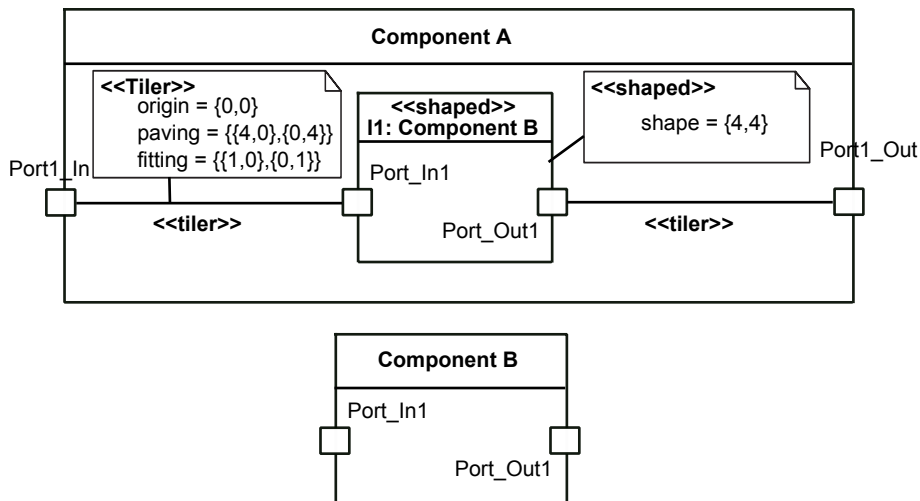 Component A
<<Tiler>>
origin = {0,0}
paving = {{4,0},{0,4}}
fitting = {{1,0},{0,1}}
<<shaped>>
I1: Component B
<<shaped>>
shape = {4,4}
Port1_In
Port_In1
Port1_Out
<<tiler>>
Port_Out1
<<tiler>>
Component B
Port_In1
Port_Out1